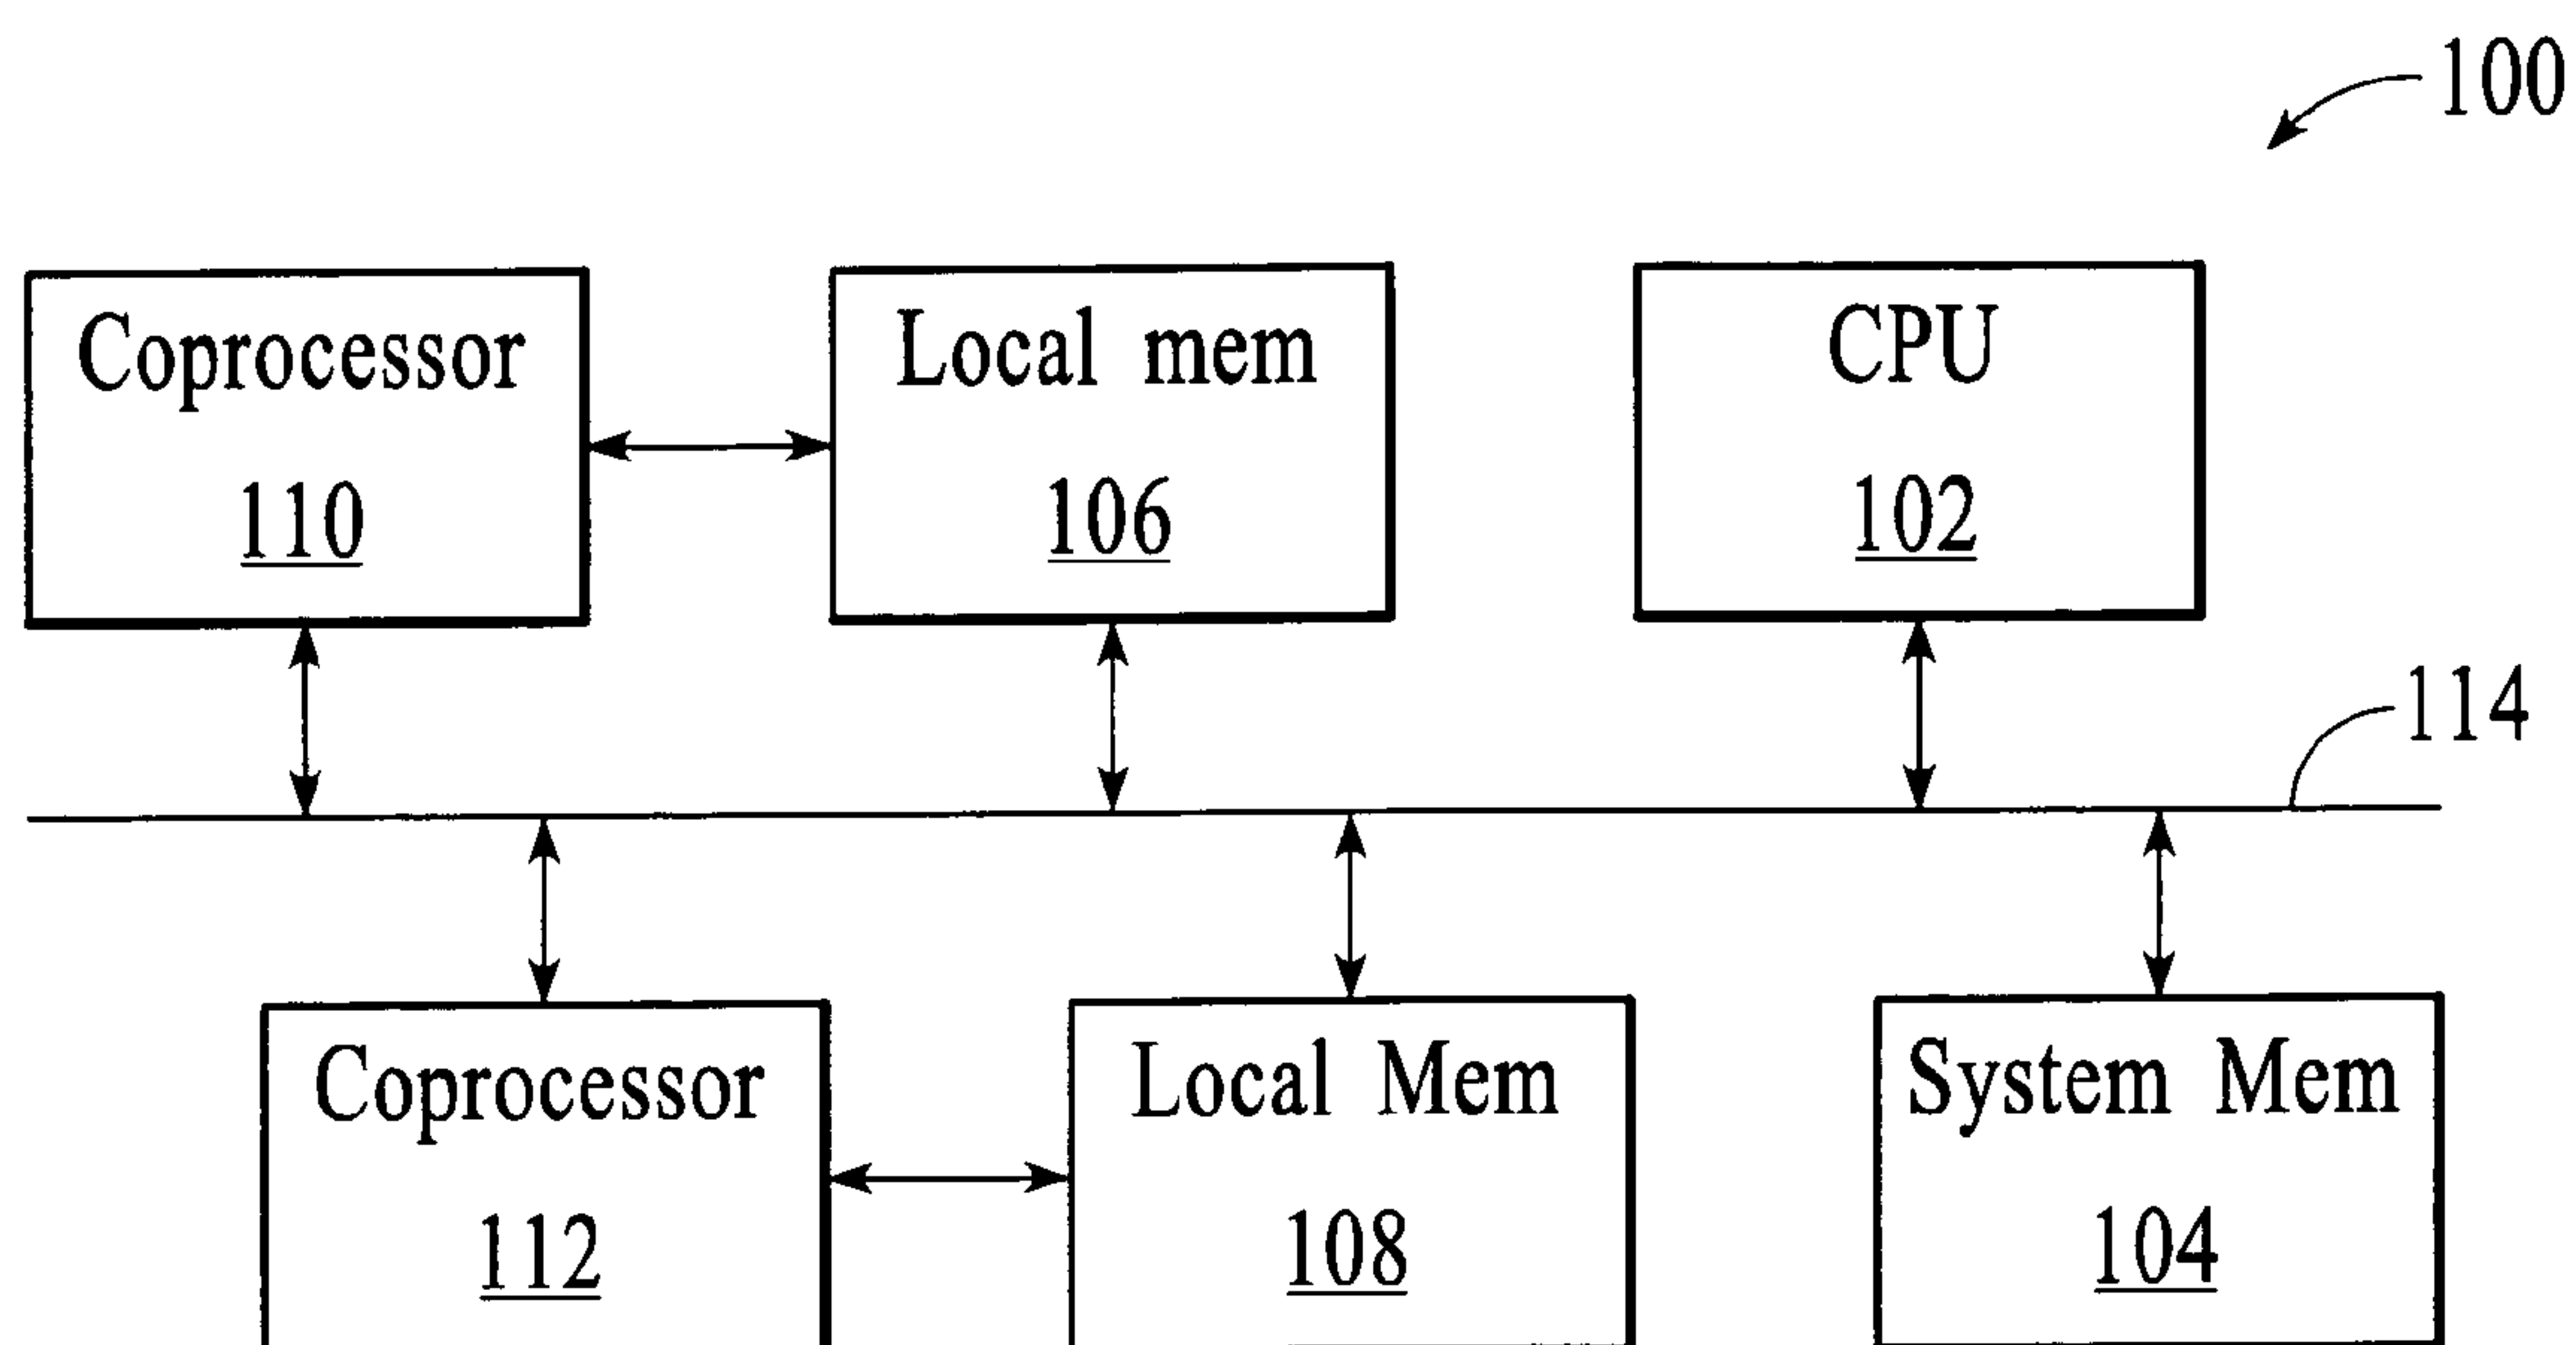 100
Coprocessor
110
Local mem
106
CPU
102
114
Coprocessor
112
Local Mem
108
System Mem
104